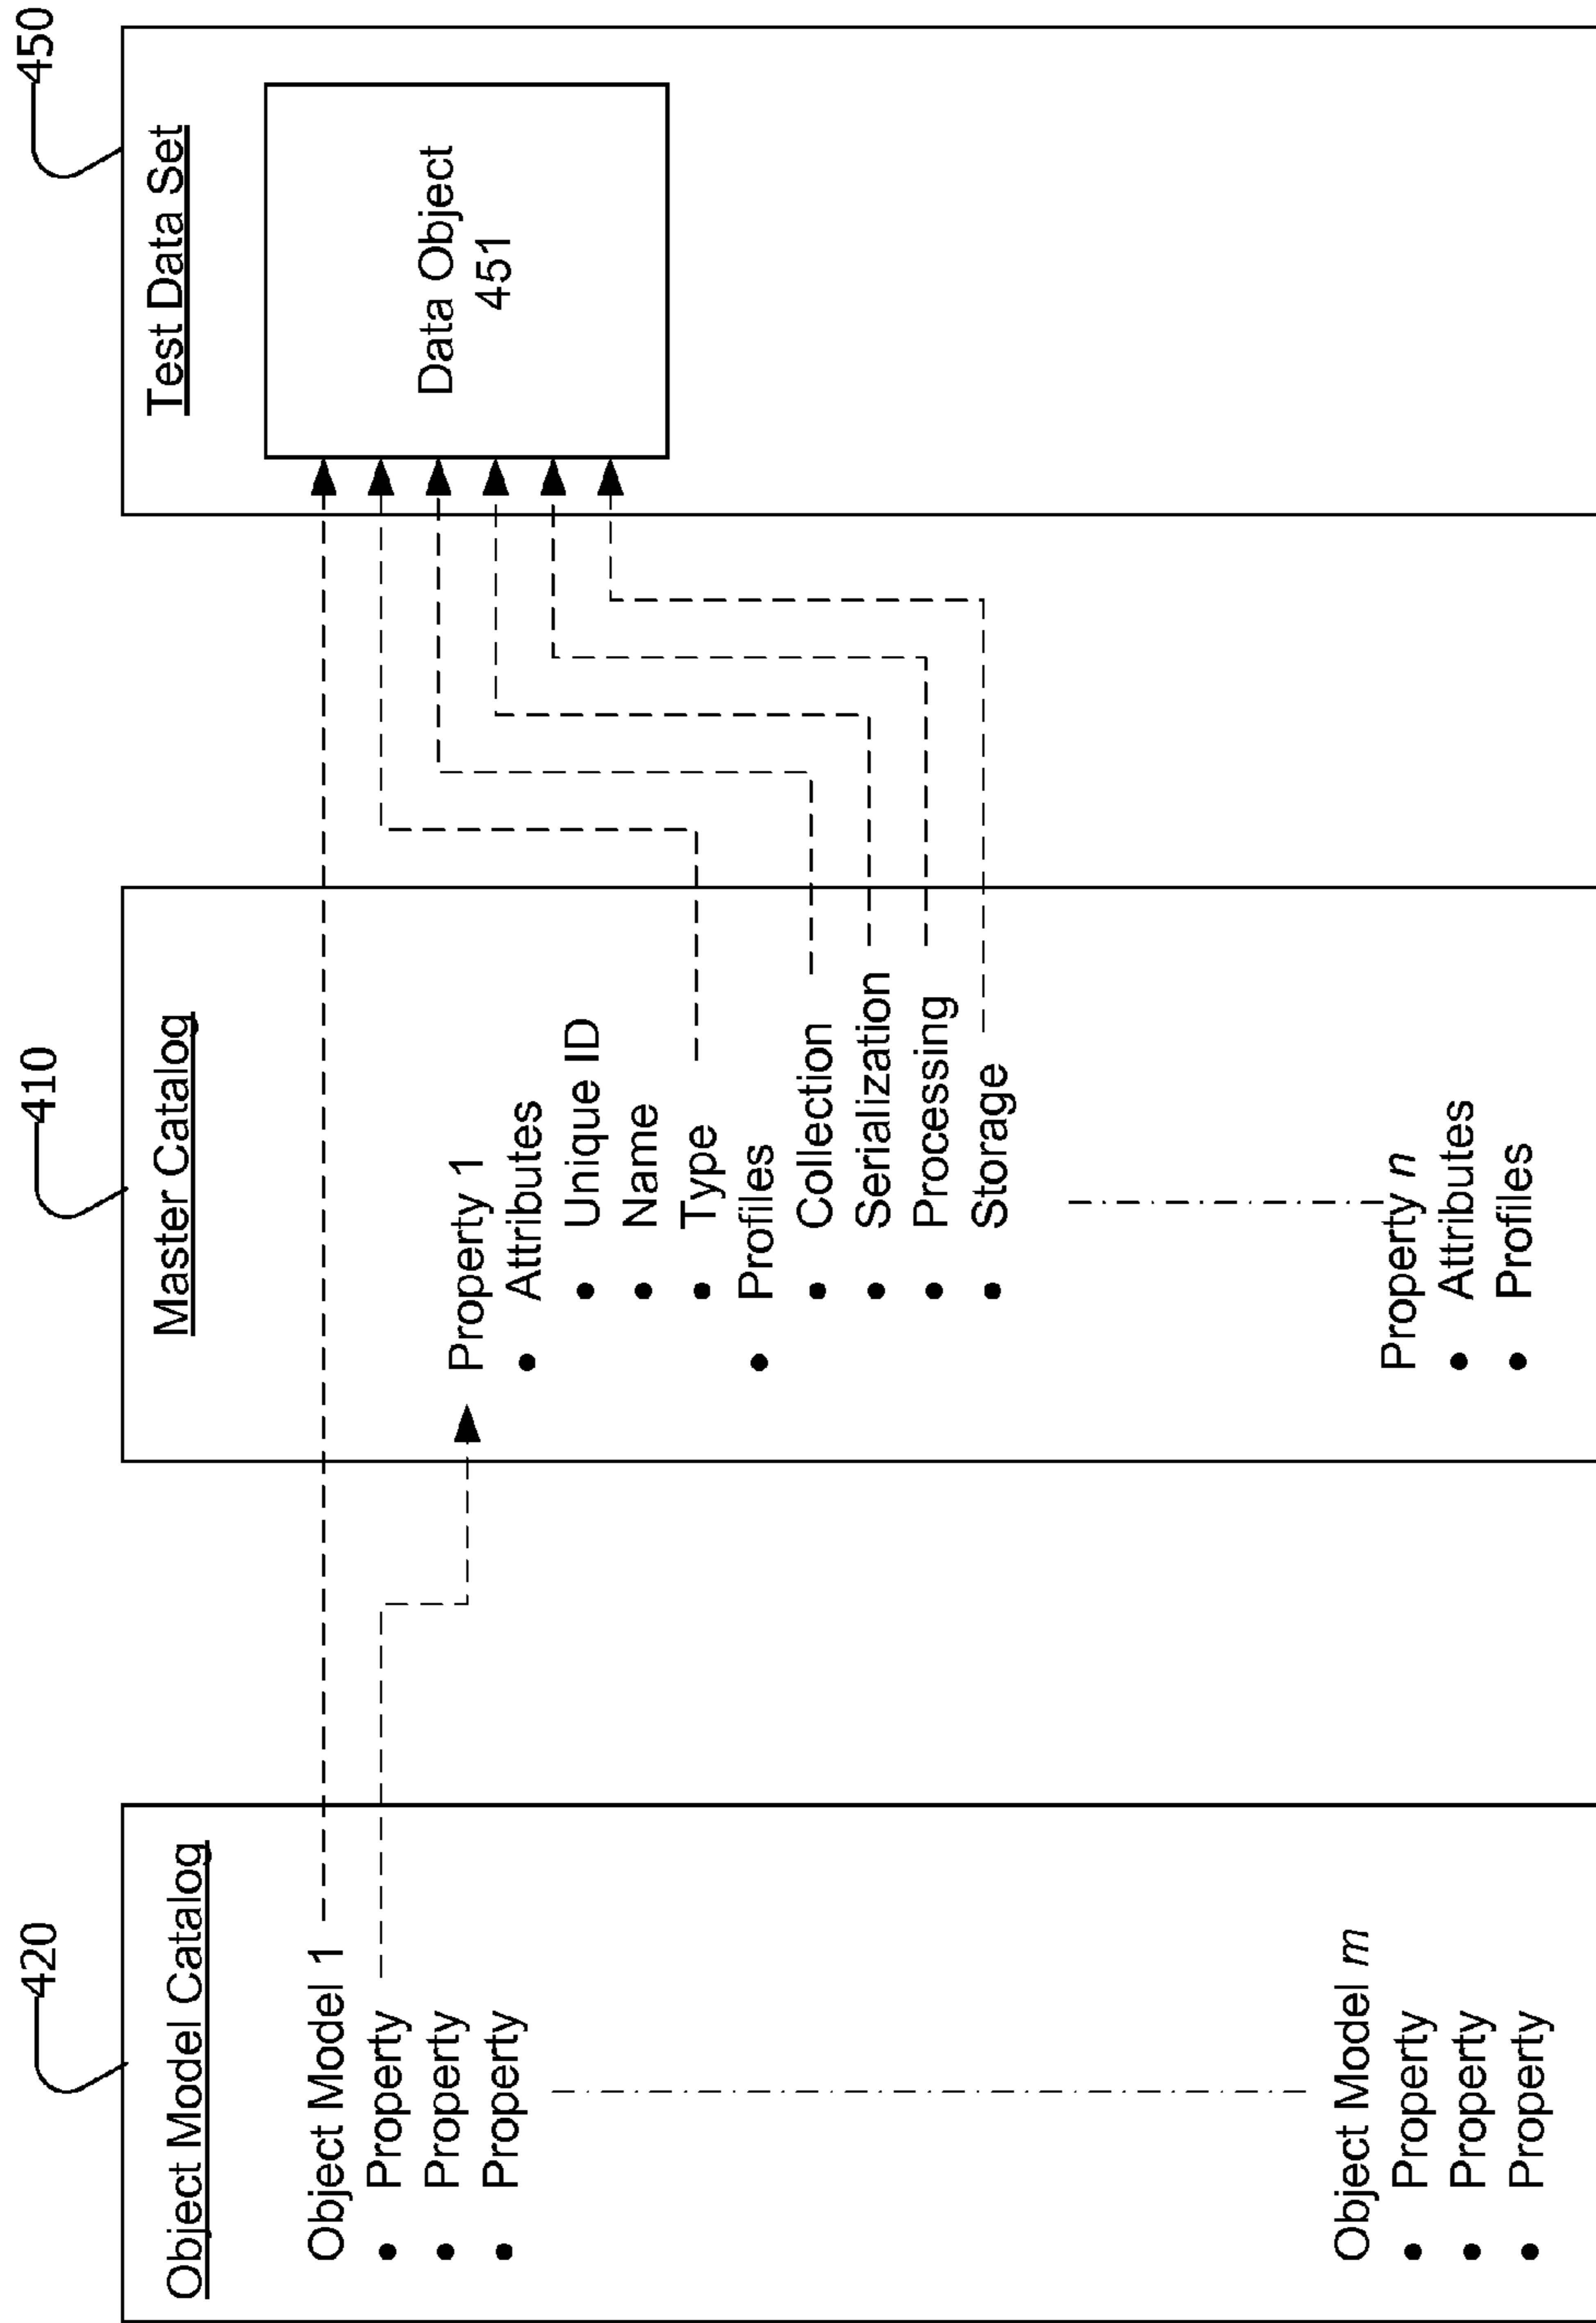 420
Object Model Catalog
Object Model 1
• Property
• Property
• Property
Object Model m
• Property
• Property
• Property
410
Master Catalog
Property 1
• Attributes
• Unique ID
• Name
• Type
• Profiles
• Collection
• Serialization
• Processing
• Storage
Property n
• Attributes
• Profiles
450
Test Data Set
Data Object
451